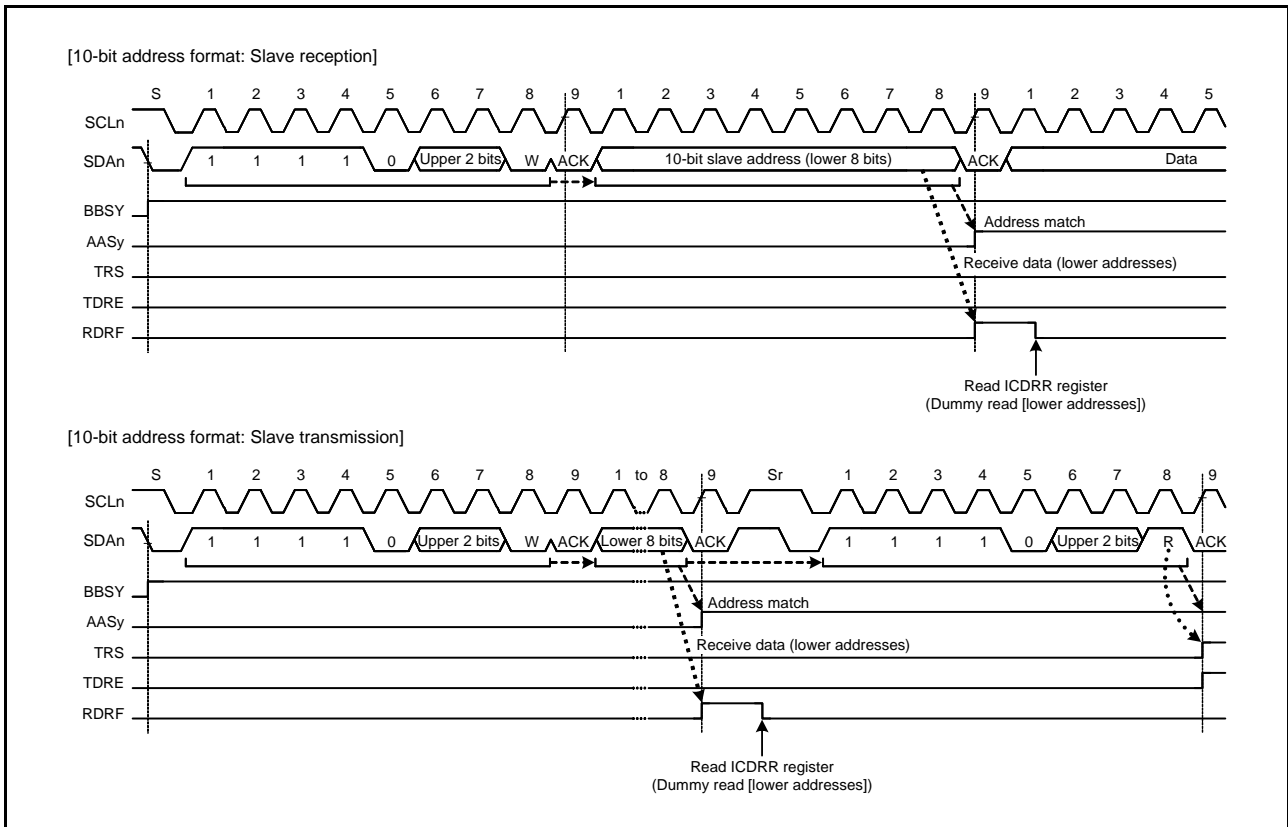 [10-bit address format: Slave reception]
S 1 2 3 4 5 6 7 8 9 1 2 3 4 5 6 7 8 9 1 2 3 4 5
SCLn
SDAn 1 1 1 1 0 Upper 2 bits W ACK 10-bit slave address (lower 8 bits) ACK Data
BBSY
Address match
AASy
Receive data (lower addresses)
TRS
TDRE
RDRF
Read ICDRR register
(Dummy read [lower addresses])
[10-bit address format: Slave transmission]
S 1 2 3 4 5 6 7 8 9 1 to 8 9 Sr 1 2 3 4 5 6 7 8 9
SCLn
SDAn 1 1 1 1 0 Upper 2 bits W ACK Lower 8 bits ACK 1 1 1 1 0 Upper 2 bits R ACK
BBSY
Address match
AASy
Receive data (lower addresses)
TRS
TDRE
RDRF
Read ICDRR register
(Dummy read [lower addresses])